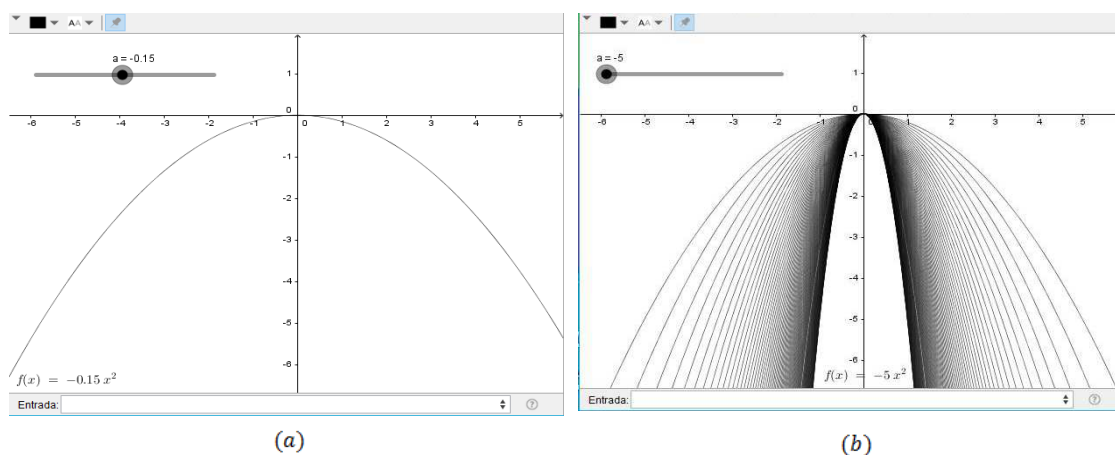 AA
a = -0.15
1
0
-6 -5 -4 -3 -2 -1 0 1 2 3 4 5
-1
-2
-3
-4
-5
-6
f(x) = −0.15 x²
Entrada:
(a)
AA
a = -5
1
0
-6 -5 -4 -3 -2 -1 0 1 2 3 4 5
-1
-2
-3
-4
-5
-6
f(x) = −5 x²
Entrada:
(b)